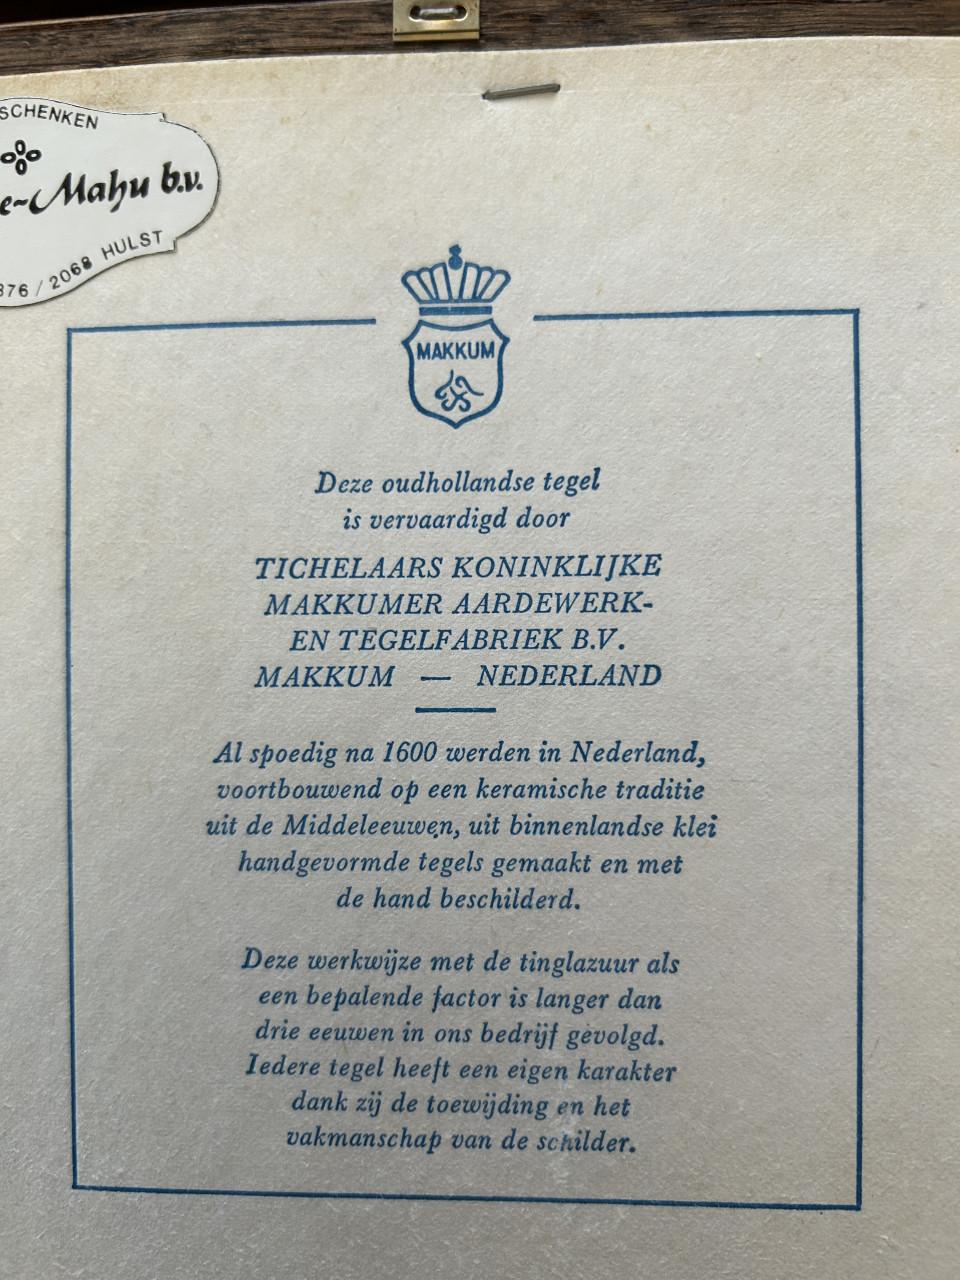 SCHENKEN
Mahu b.v.
376 / 2068 HULST
MAKKUM
Deze oudhollandse tegel
is vervaardigd door
TICHELAARS KONINKLIJKE
MAKKUMER AARDEWERK-
EN TEGELFABRIEK B.V.
MAKKUM — NEDERLAND
Al spoedig na 1600 werden in Nederland,
voortbouwend op een keramische traditie
uit de Middeleeuwen, uit binnenlandse klei
handgevormde tegels gemaakt en met
de hand beschilderd.
Deze werkwijze met de tinglazuur als
een bepalende factor is langer dan
drie eeuwen in ons bedrijf gevolgd.
Iedere tegel heeft een eigen karakter
dank zij de toewijding en het
vakmanschap van de schilder.